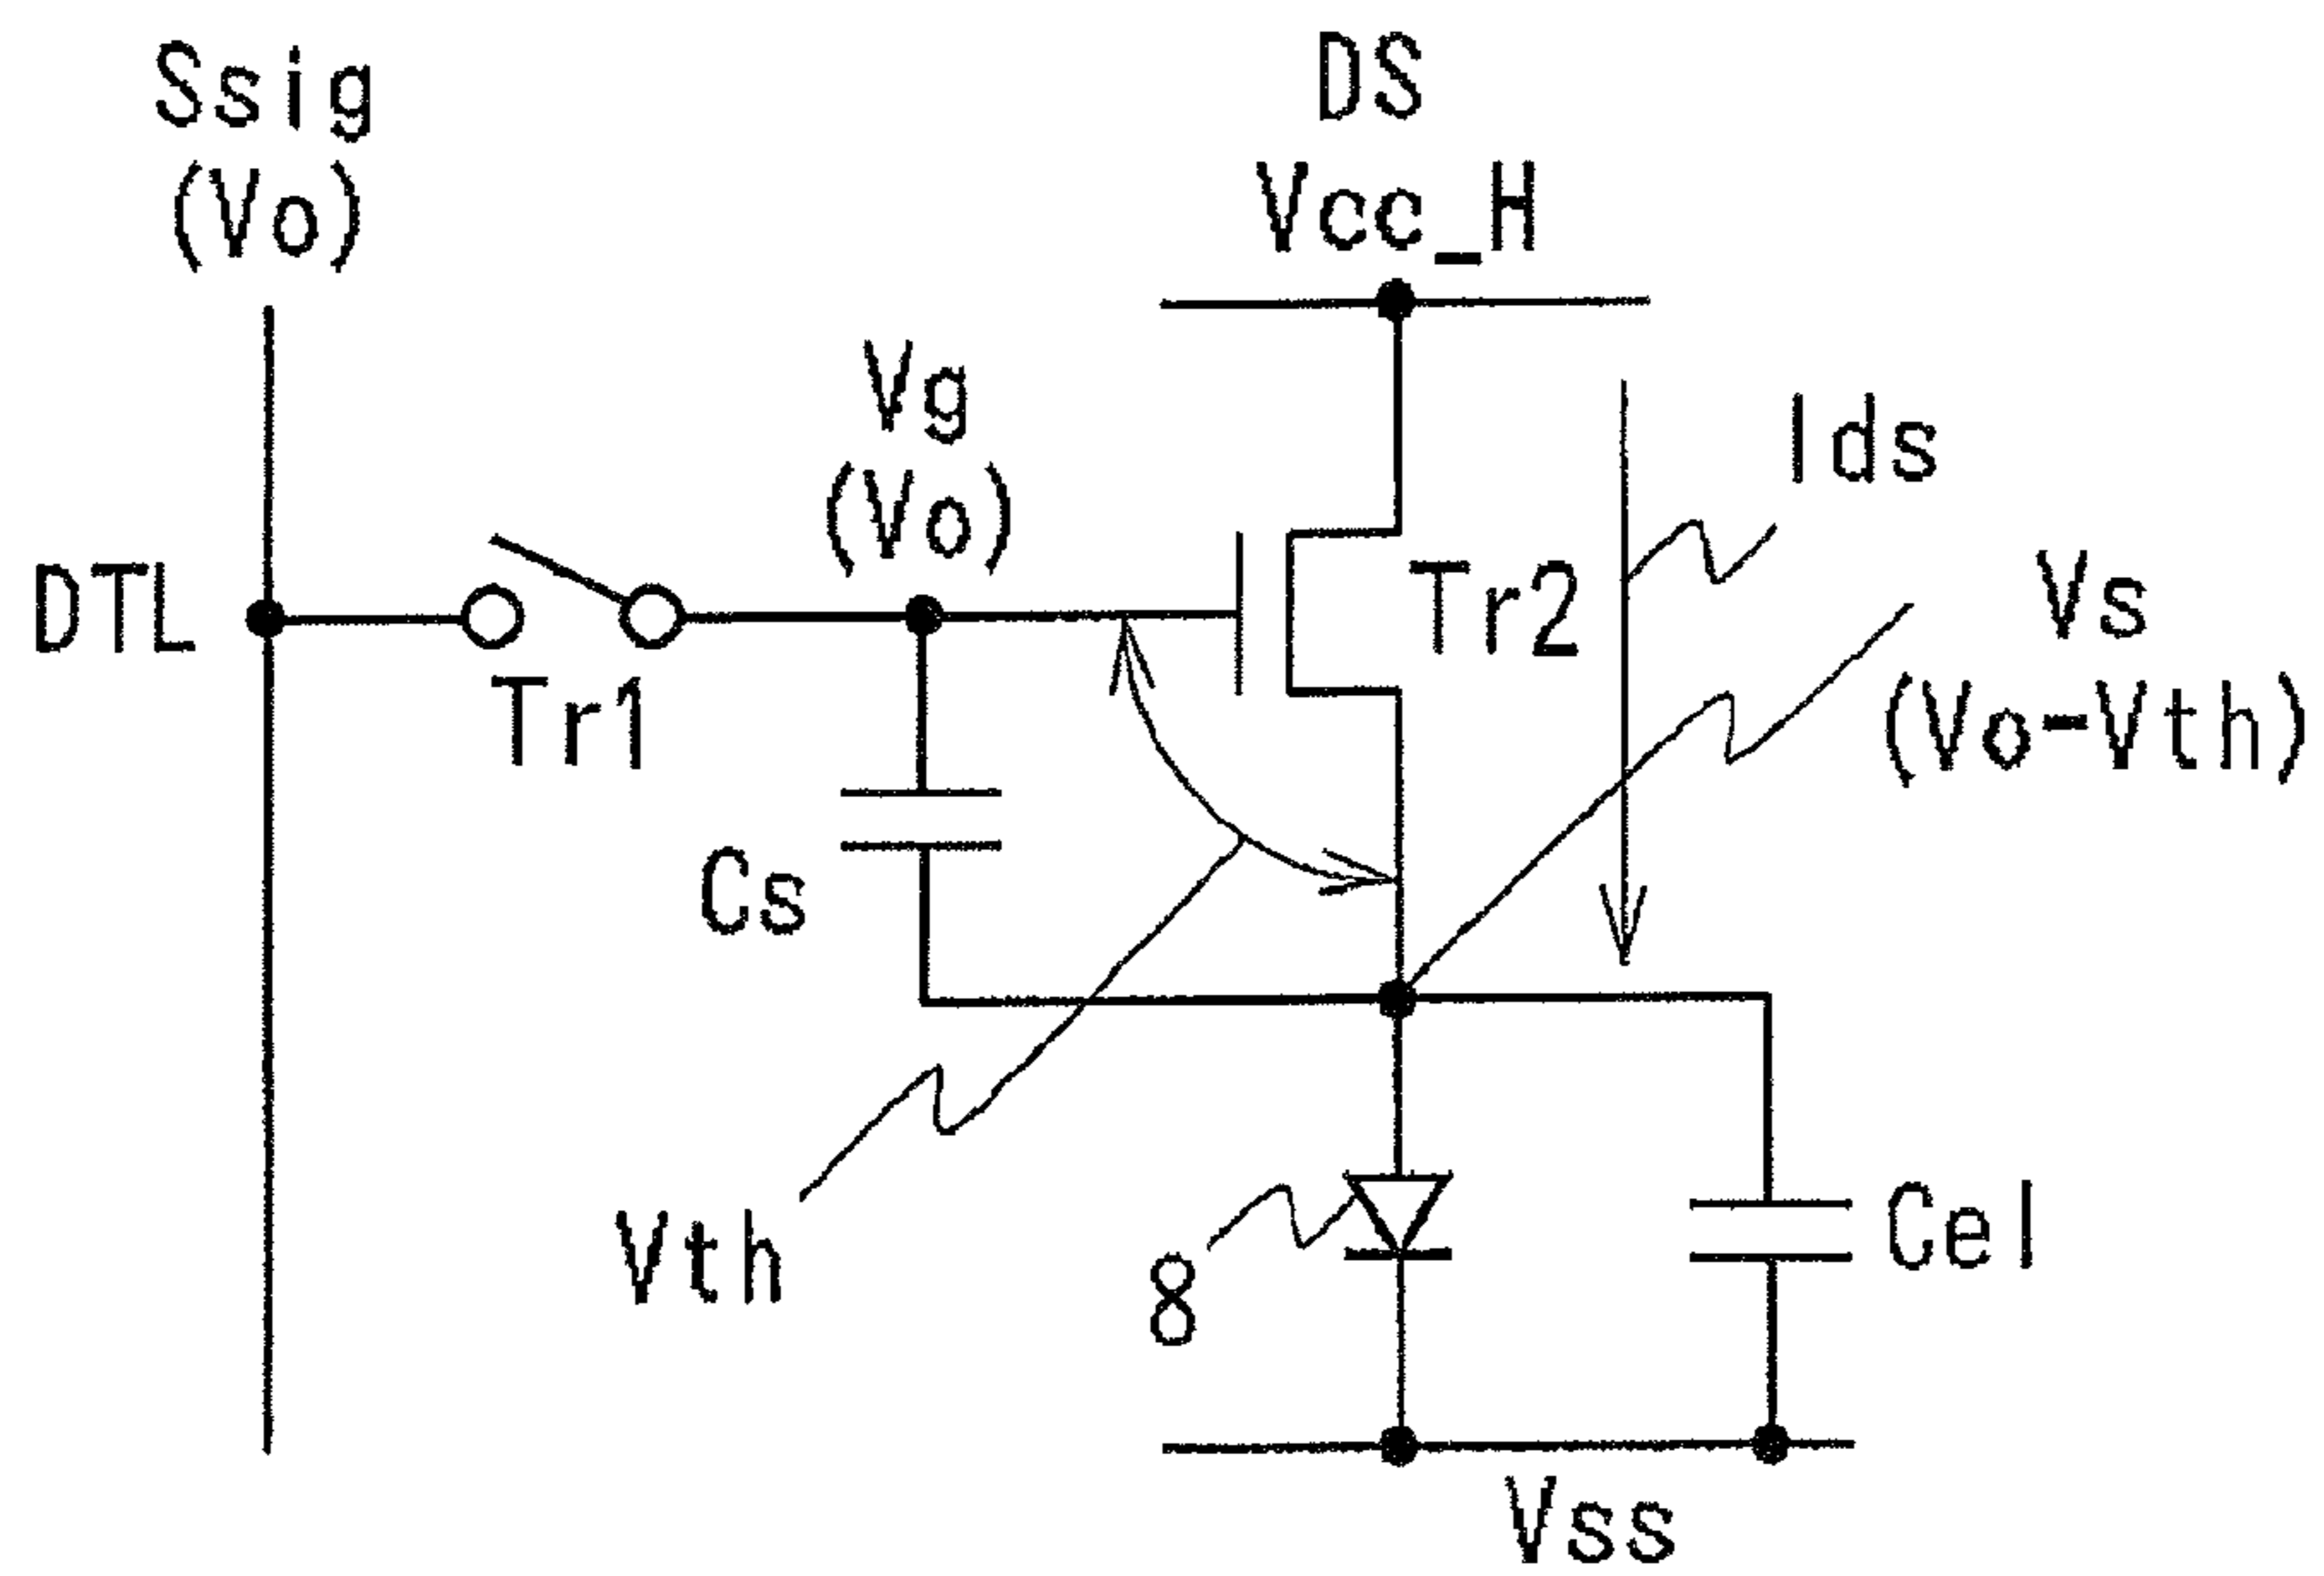 Ssig
(Vo)
DS
Vcc_H
Vg
(Vo)
Ids
DTL
Tr1
Tr2
Vs
(Vo-Vth)
Cs
Vth
8
Cel
Vss